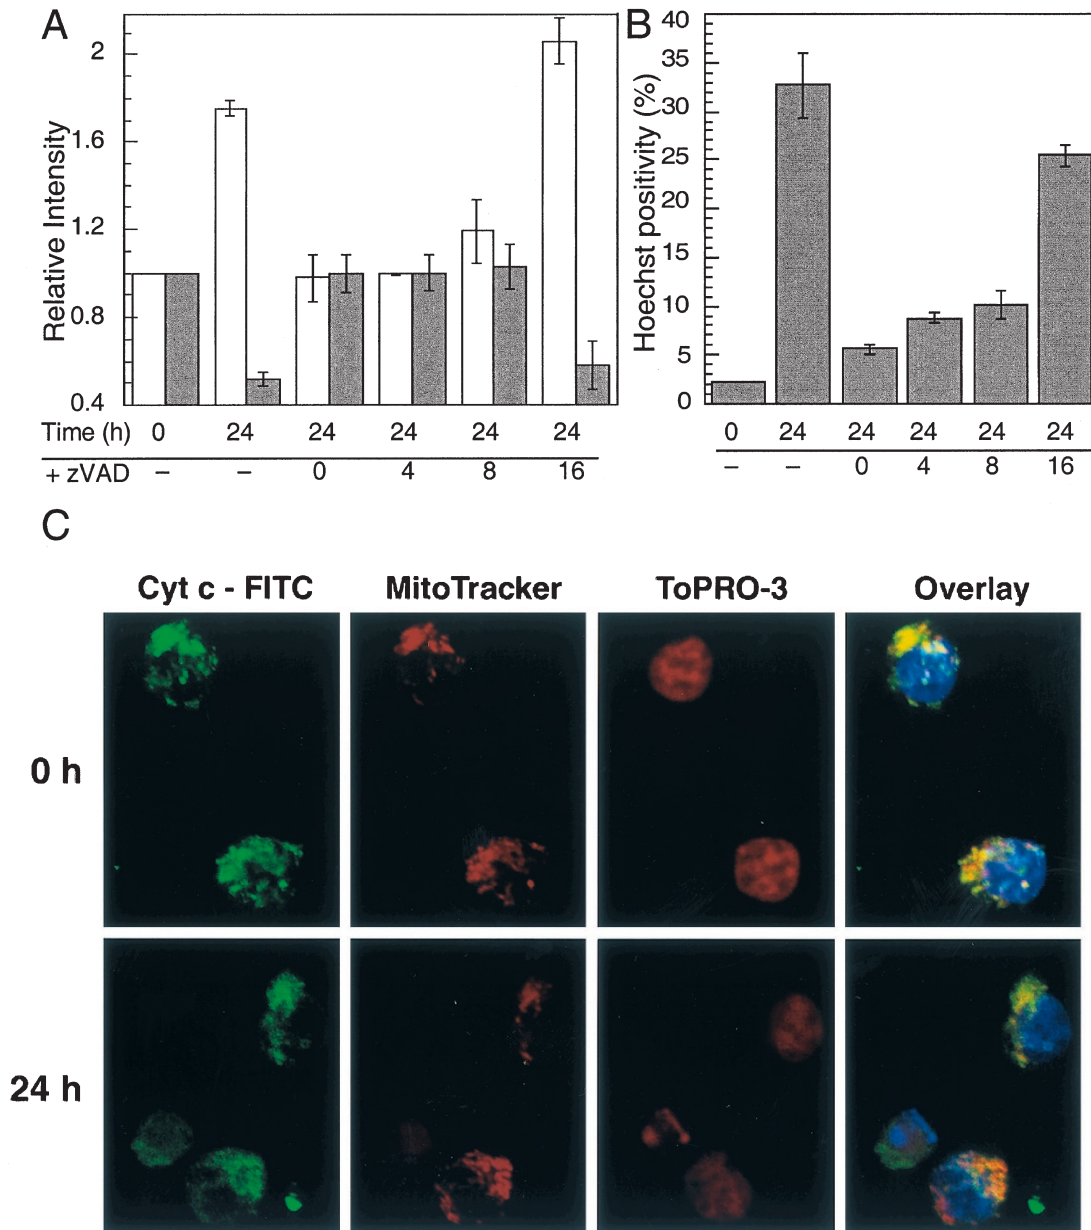 A
Relative Intensity
2
1.6
1.2
0.8
0.4
Time (h) 0 24 24 24 24 24
+ zVAD – – 0 4 8 16
B
Hoechst positivity (%)
40
35
30
25
20
15
10
5
0
0 24 24 24 24 24
– – 0 4 8 16
C
Cyt c - FITC MitoTracker ToPRO-3 Overlay
0 h
24 h